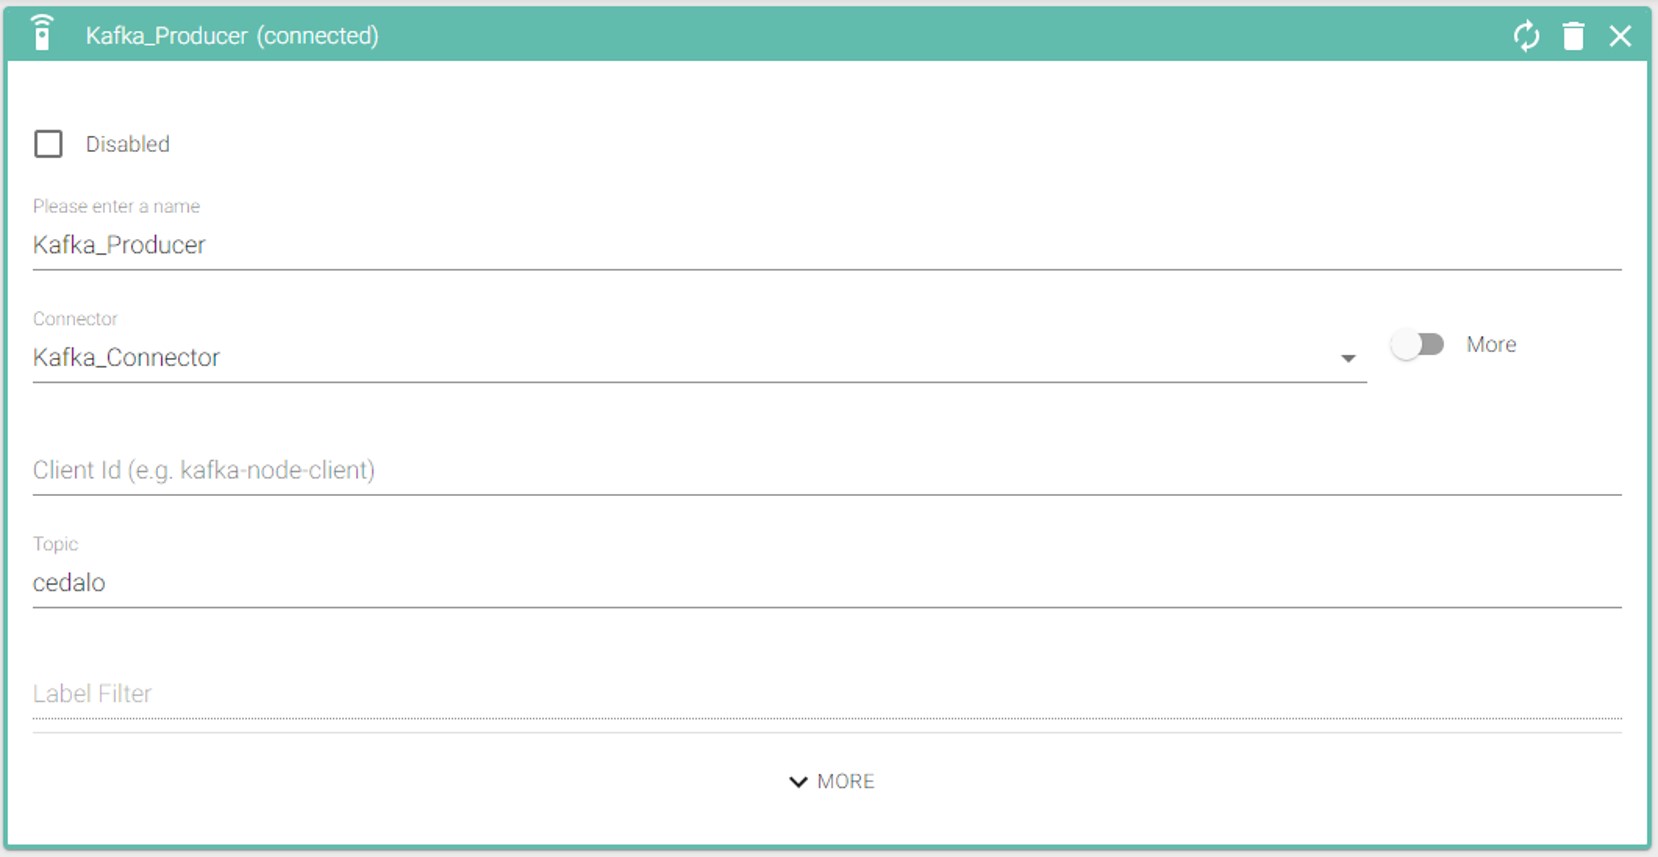 Kafka_Producer (connected)
Disabled
Please enter a name
Kafka_Producer
Connector
Kafka_Connector
More
Client Id (e.g. kafka-node-client)
Topic
cedalo
Label Filter
MORE